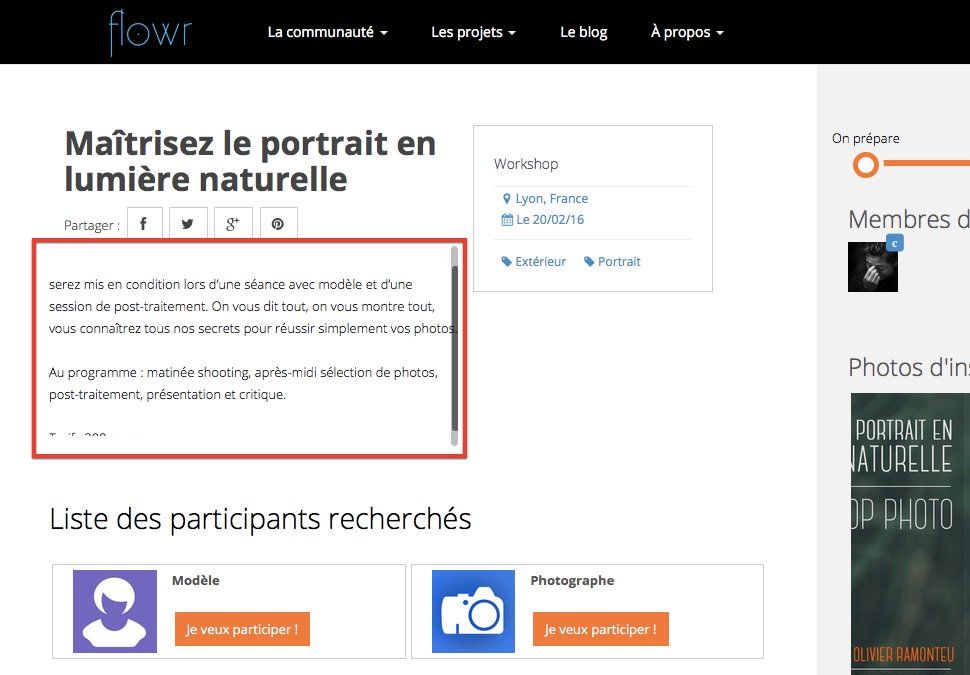 flowr
La communauté
Les projets
Le blog
À propos
Maîtrisez le portrait en
lumière naturelle
Partager :
serez mis en condition lors d'une séance avec modèle et d'une
session de post-traitement. On vous dit tout, on vous montre tout,
vous connaîtrez tous nos secrets pour réussir simplement vos photos.
Au programme : matinée shooting, après-midi sélection de photos,
post-traitement, présentation et critique.
Workshop
Lyon, France
Le 20/02/16
Extérieur Portrait
Liste des participants recherchés
Modèle
Je veux participer !
Photographe
Je veux participer !
On prépare
Membres d
€
Photos d'ins
PORTRAIT EN
NATURELLE
OP PHOTO
OLIVIER RAMONTEU